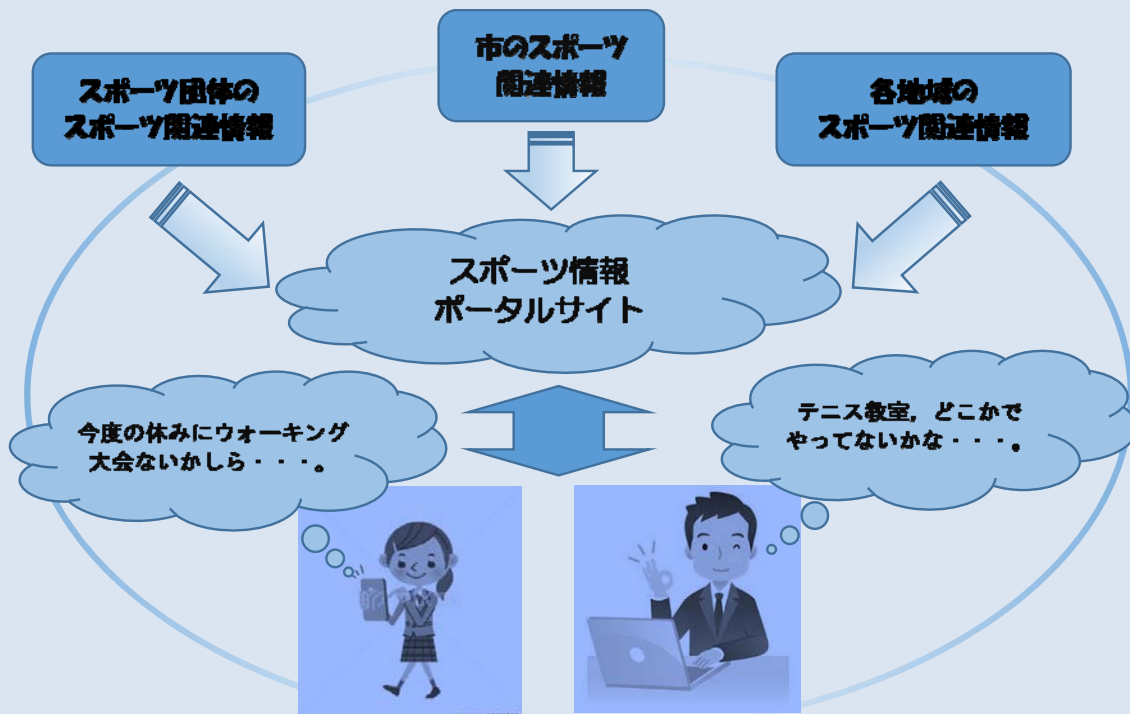 市のスポーツ
関連情報
スポーツ団体の
スポーツ関連情報
各地域の
スポーツ関連情報
スポーツ情報
ポータルサイト
今度の休みにウォーキング
大会ないかしら・・・。
テニス教室，どこかで
やってないかな・・・。